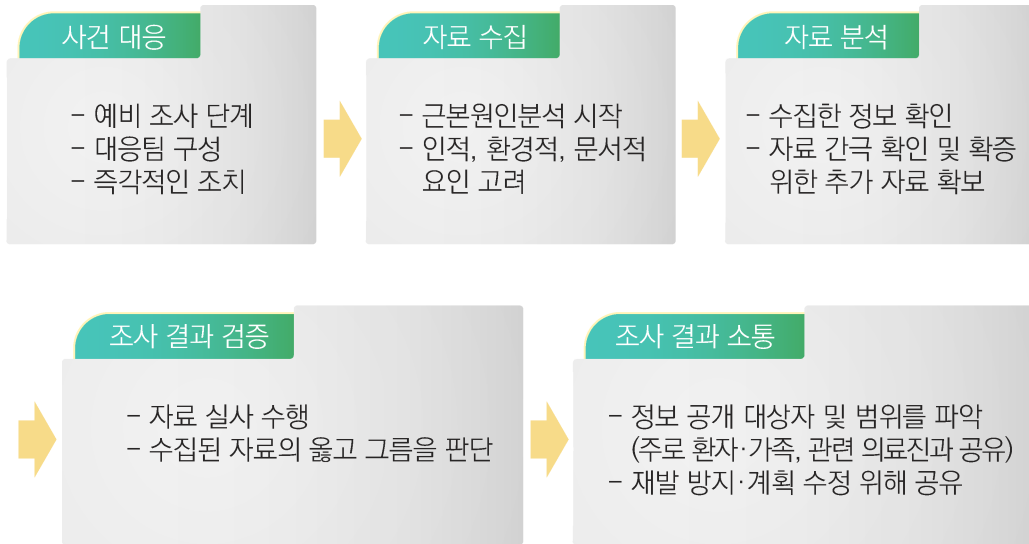 사건 대응
- 예비 조사 단계
- 대응팀 구성
- 즉각적인 조치
자료 수집
- 근본원인분석 시작
- 인적, 환경적, 문서적
요인 고려
자료 분석
- 수집한 정보 확인
- 자료 간극 확인 및 확증
위한 추가 자료 확보
조사 결과 검증
- 자료 실사 수행
- 수집된 자료의 옳고 그름을 판단
조사 결과 소통
- 정보 공개 대상자 및 범위를 파악
(주로 환자·가족, 관련 의료진과 공유)
- 재발 방지·계획 수정 위해 공유